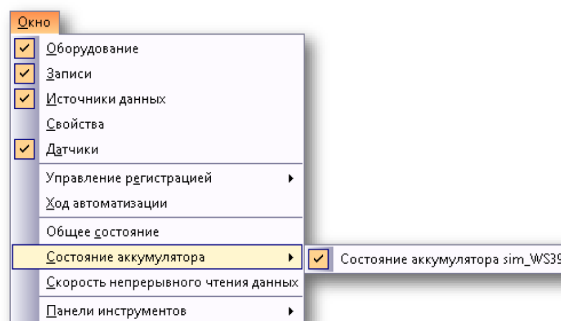 Окно
Оборудование
Записи
Источники данных
Свойства
Датчики
Управление регистрацией
Ход автоматизации
Общее состояние
Состояние аккумулятора
Состояние аккумулятора sim_WS39
Скорость непрерывного чтения данных
Панели инструментов